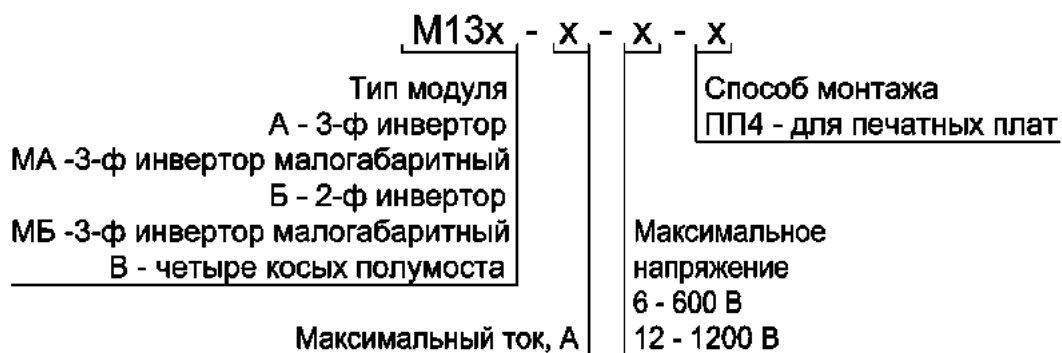 М13х - х - х - х
Тип модуля
А - 3-ф инвертор
МА -3-ф инвертор малогабаритный
Б - 2-ф инвертор
МБ -3-ф инвертор малогабаритный
В - четыре косых полумоста
Максимальный ток, А
Максимальное
напряжение
6 - 600 В
12 - 1200 В
Способ монтажа
ПП4 - для печатных плат